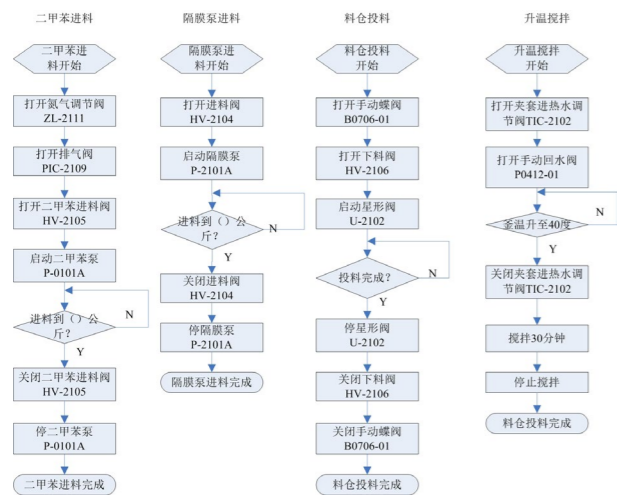 二甲苯进料
二甲苯进
料开始
打开氮气调节阀
ZL-2111
打开排气阀
PIC-2109
打开二甲苯进料阀
HV-2105
启动二甲苯泵
P-0101A
进料到（）公
斤？
N
Y
关闭二甲苯进料阀
HV-2105
停二甲苯泵
P-0101A
二甲苯进料完成
隔膜泵进料
隔膜泵进
料开始
打开进料阀
HV-2104
启动隔膜泵
P-2101A
进料到（）公
斤？
N
Y
关闭进料阀
HV-2104
停隔膜泵
P-2101A
隔膜泵进料完成
料仓投料
料仓投料
开始
打开手动蝶阀
B0706-01
打开下料阀
HV-2106
启动星形阀
U-2102
投料完成？
N
Y
停星形阀
U-2102
关闭下料阀
HV-2106
关闭手动蝶阀
B0706-01
料仓投料完成
升温搅拌
升温搅拌
开始
打开夹套进热水调
节阀TIC-2102
打开手动回水阀
P0412-01
釜温升至40度
N
Y
关闭夹套进热水调
节阀TIC-2102
搅拌30分钟
停止搅拌
料仓投料完成